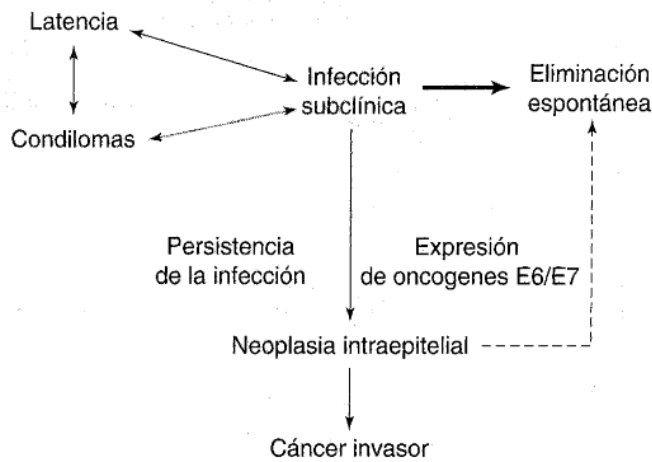 Latencia
Infección
subclínica
Eliminación
espontánea
Condilomas
Persistencia
de la infección
Expresión
de oncogenes E6/E7
Neoplasia intraepitelial
Cáncer invasor